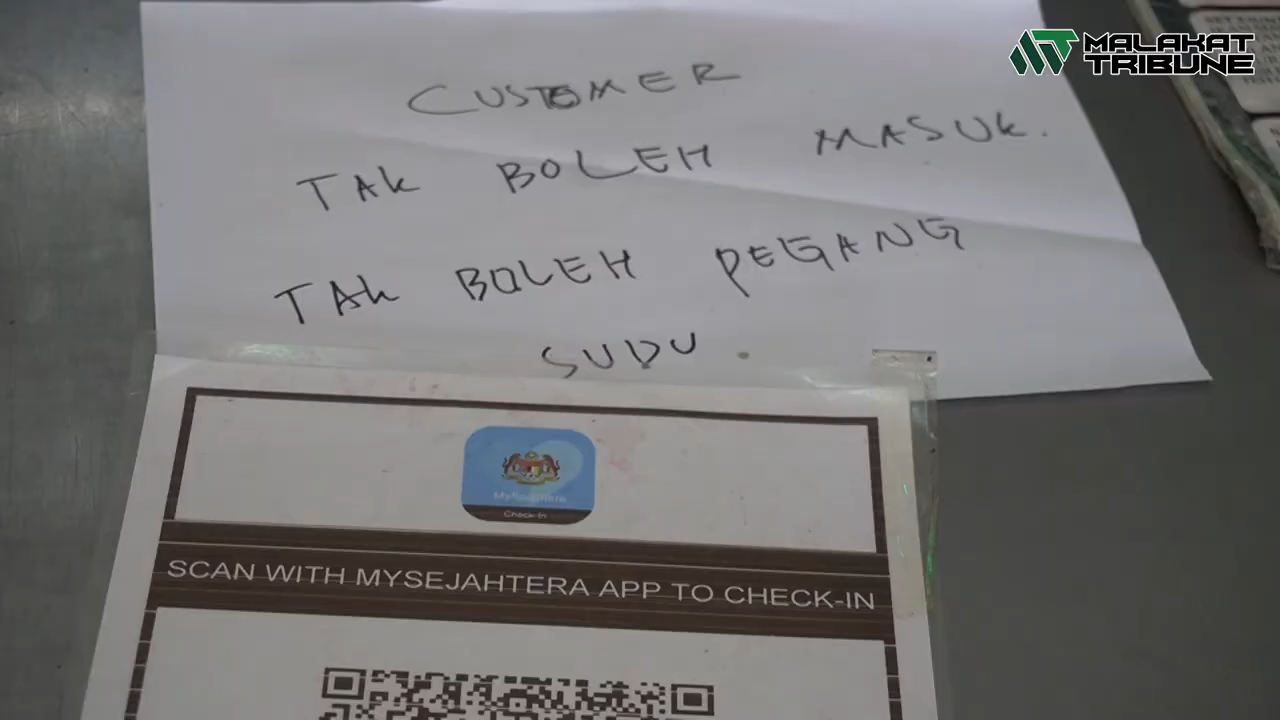 MALAKAT
TRIBUNE
CUSTOMER
TAK BOLEH MASUK.
TAK BOLEH PEGANG
SUDU.
MySejahtera
Check-In
SCAN WITH MYSEJAHTERA APP TO CHECK-IN